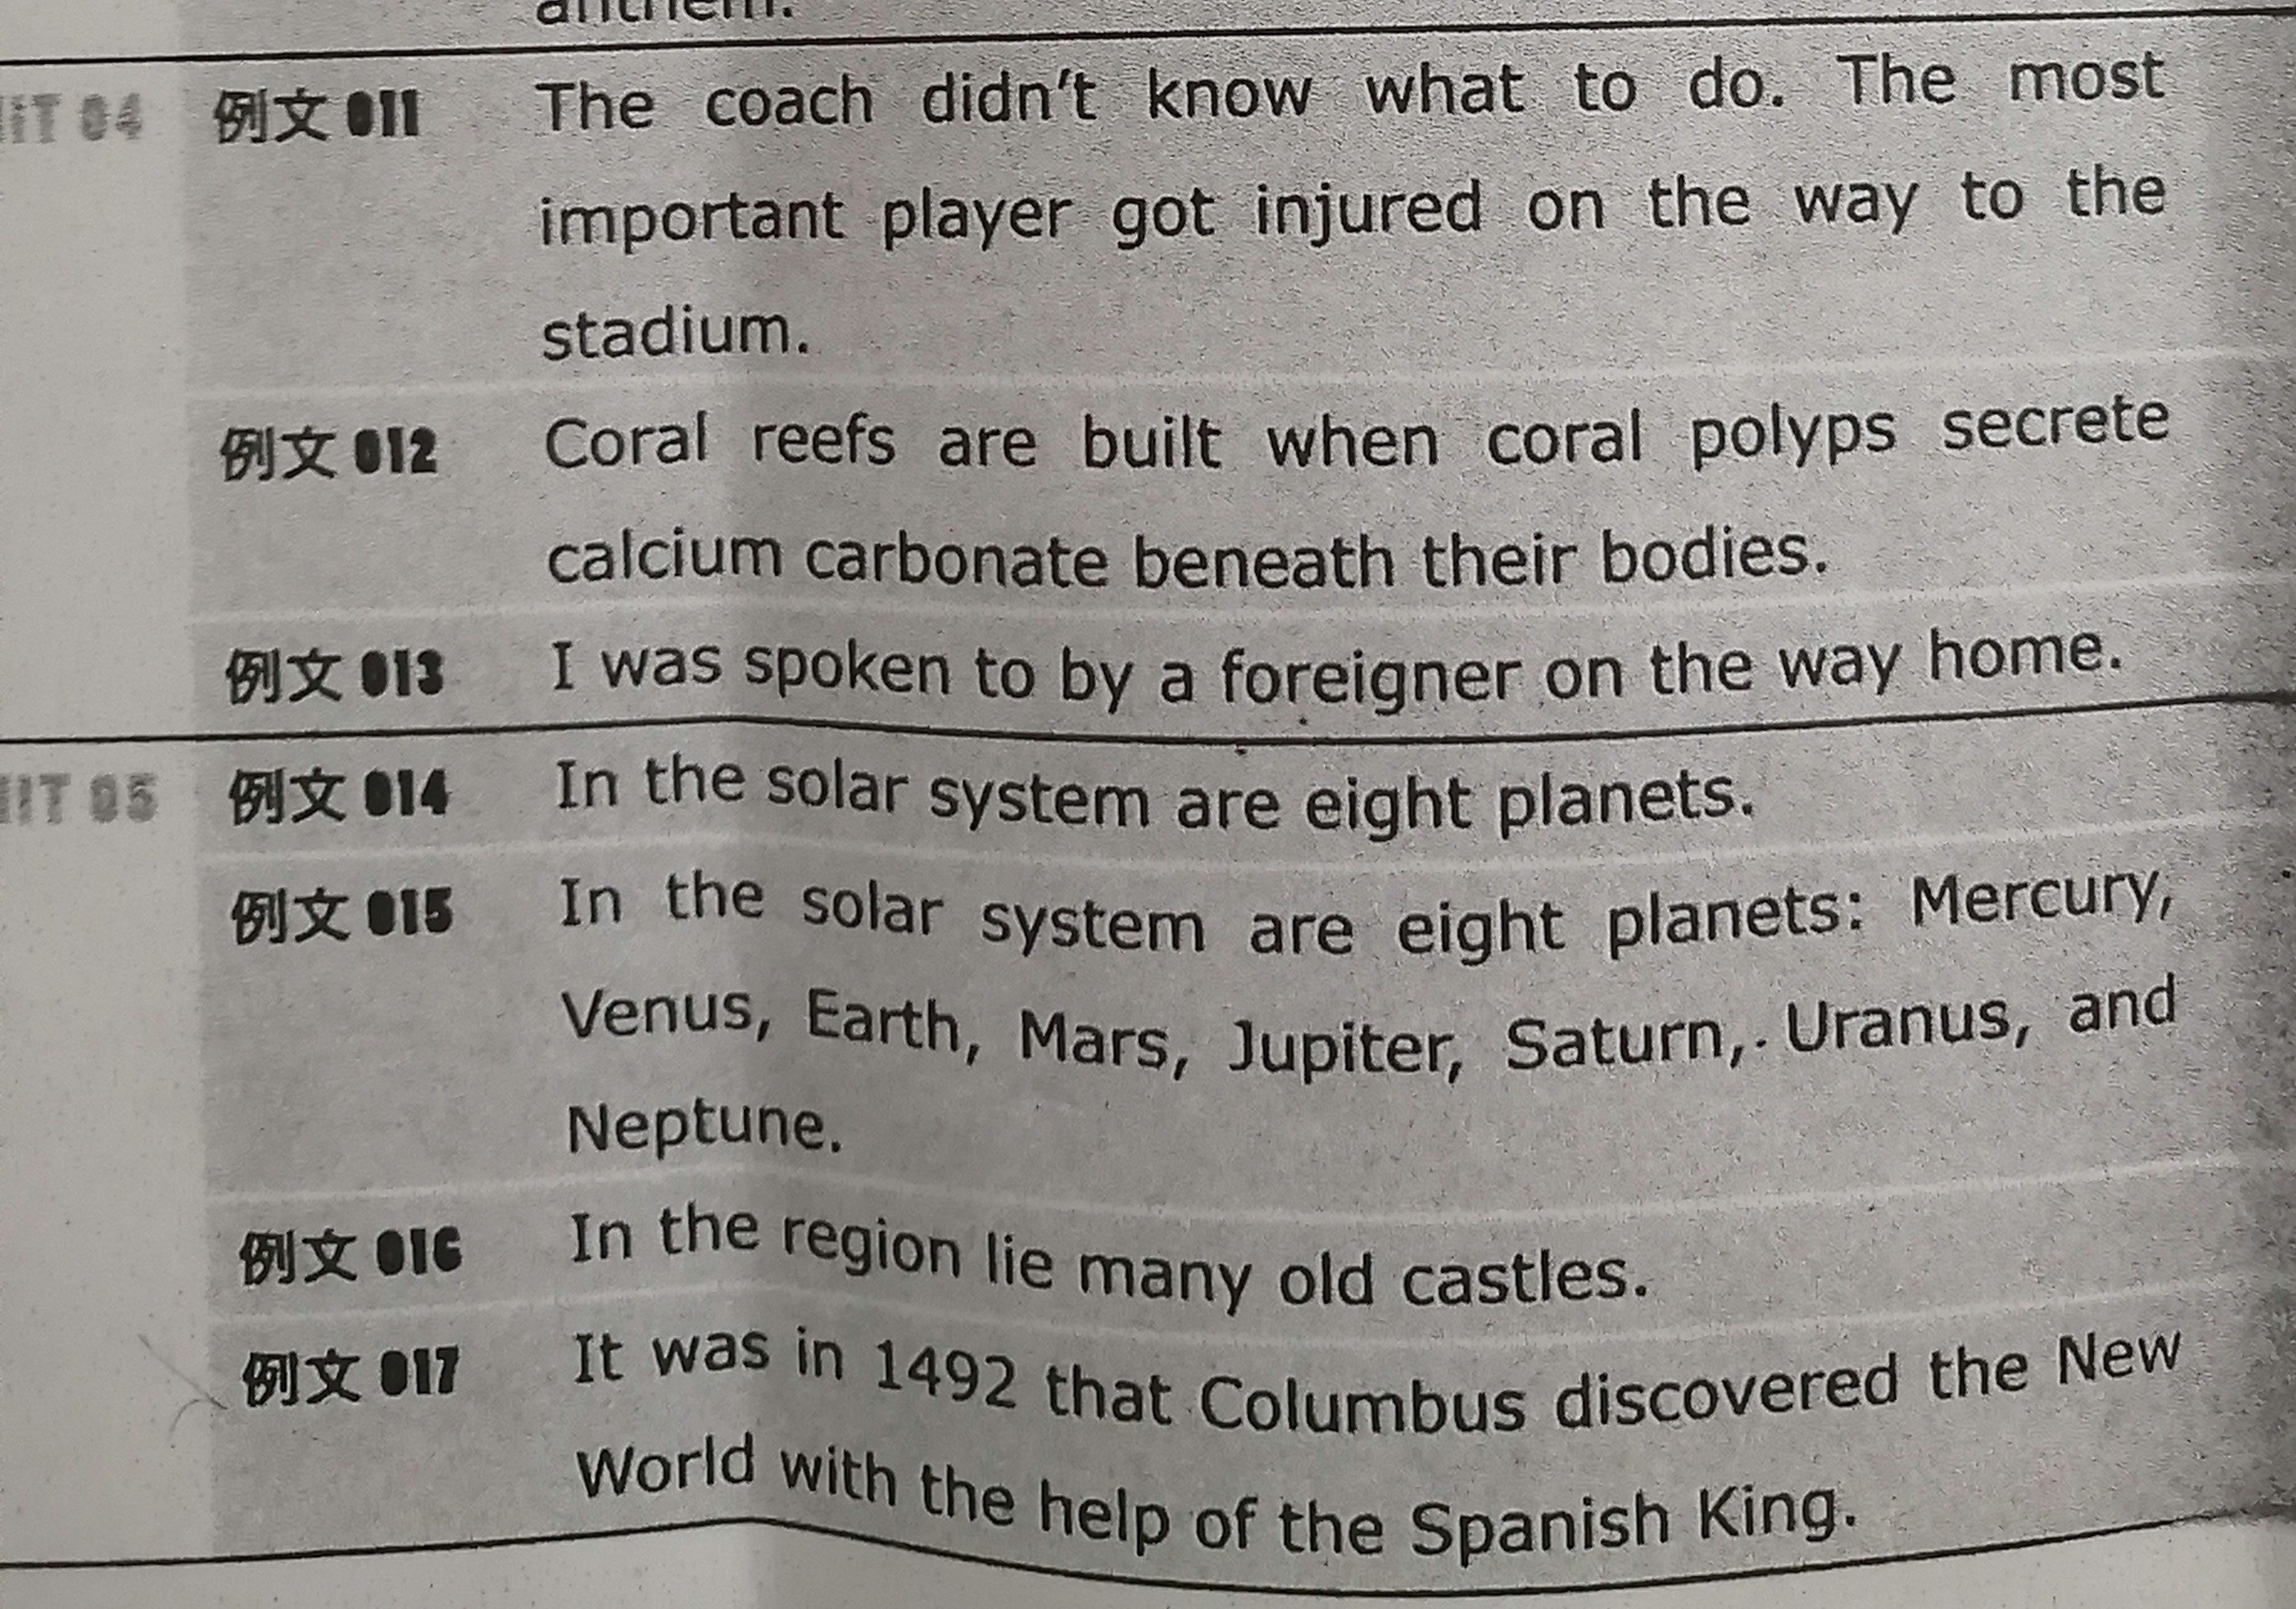 anthem.
IT 04 例文 011 The coach didn't know what to do. The most
important player got injured on the way to the
stadium.
例文 012 Coral reefs are built when coral polyps secrete
calcium carbonate beneath their bodies.
例文 013 I was spoken to by a foreigner on the way home.
IT 05 例文 014 In the solar system are eight planets.
例文 015 In the solar system are eight planets: Mercury,
Venus, Earth, Mars, Jupiter, Saturn, Uranus, and
Neptune.
例文 016 In the region lie many old castles.
例文 017 It was in 1492 that Columbus discovered the New
World with the help of the Spanish King.